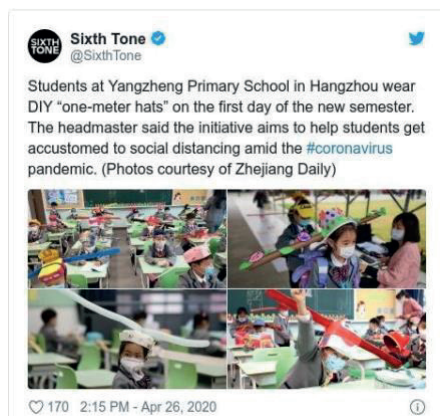 SIXTH
TONE
Sixth Tone
@SixthTone
Students at Yangzheng Primary School in Hangzhou wear
DIY “one-meter hats” on the first day of the new semester.
The headmaster said the initiative aims to help students get
accustomed to social distancing amid the #coronavirus
pandemic. (Photos courtesy of Zhejiang Daily)
170 2:15 PM - Apr 26, 2020